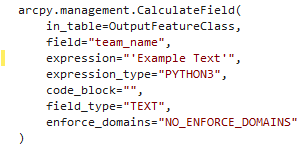 arcpy.management.CalculateField(
    in_table=OutputFeatureClass,
    field="team_name",
    expression="'Example Text'",
    expression_type="PYTHON3",
    code_block="",
    field_type="TEXT",
    enforce_domains="NO_ENFORCE_DOMAINS"
)